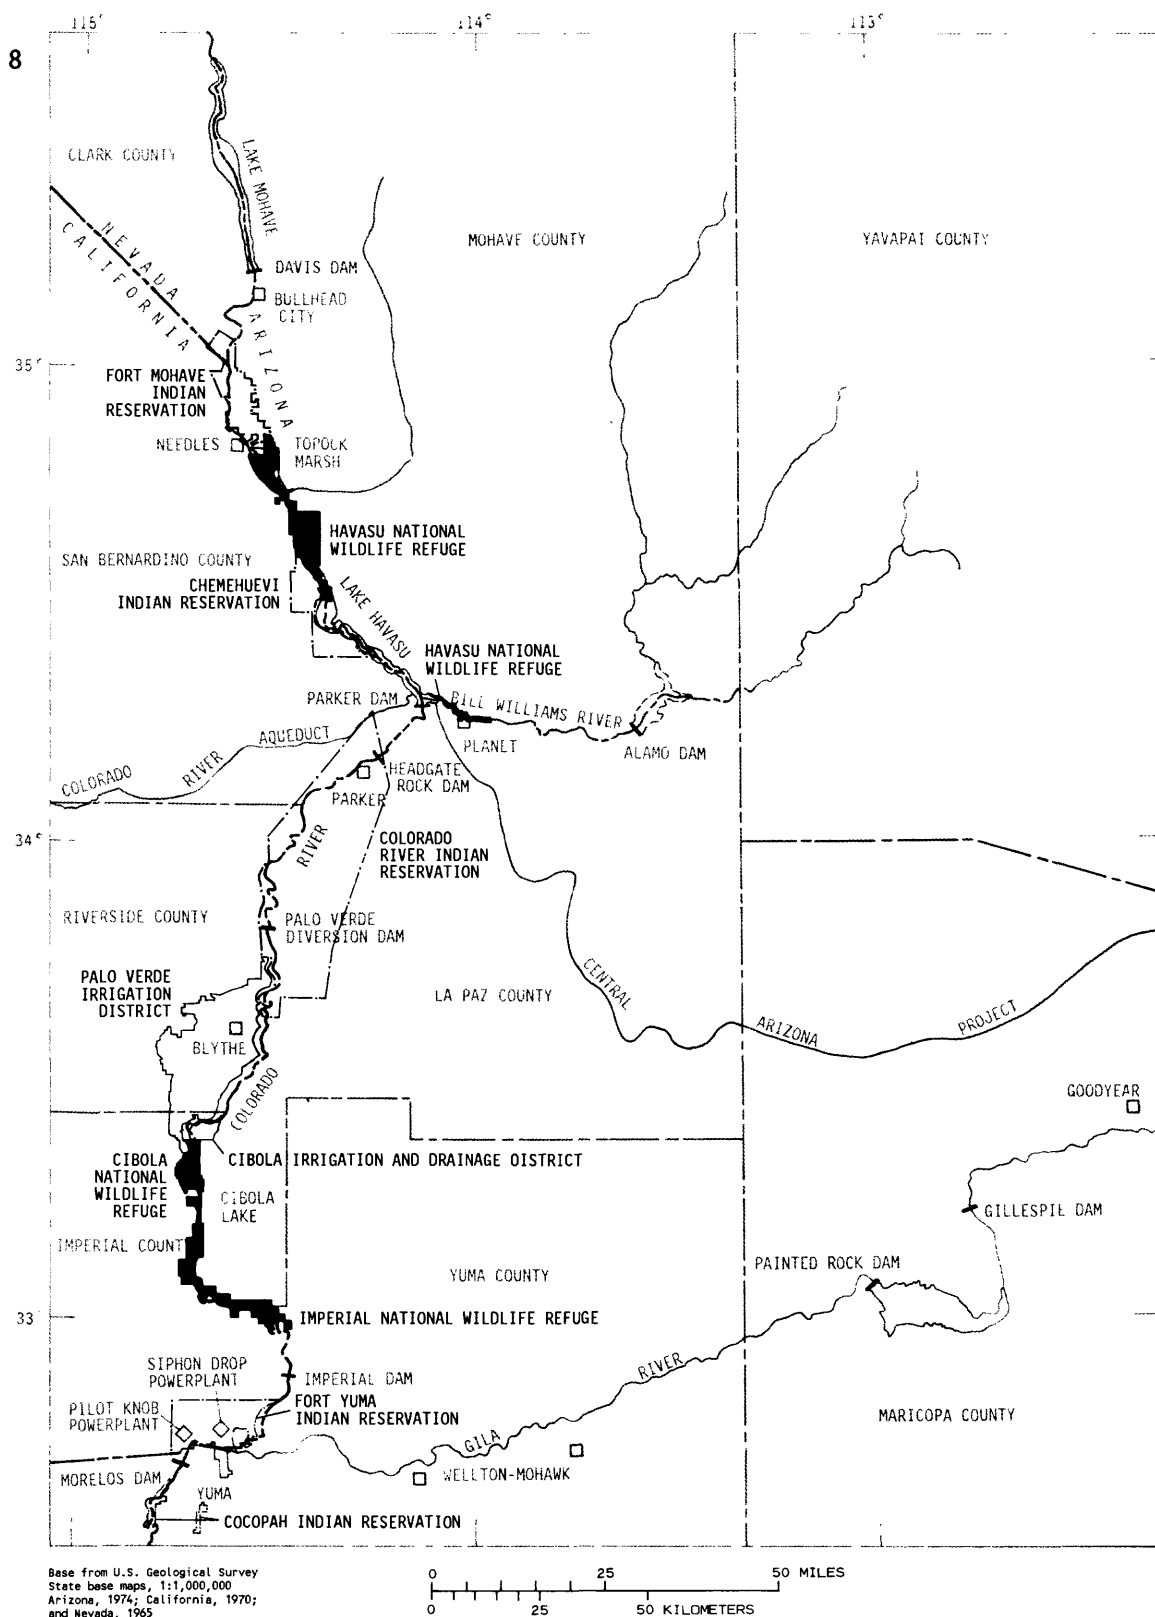 115°
114°
113°
8
CLARK COUNTY
LAKE MOHAVE
NEVADA
CALIFORNIA
MOHAVE COUNTY
YAVAPAI COUNTY
DAVIS DAM
BULLHEAD
CITY
ARIZONA
35°
FORT MOHAVE
INDIAN
RESERVATION
NEEDLES
TOPOCK
MARSH
HAVASU NATIONAL
WILDLIFE REFUGE
SAN BERNARDINO COUNTY
CHEMEHUEVI
INDIAN RESERVATION
LAKE HAVASU
HAVASU NATIONAL
WILDLIFE REFUGE
PARKER DAM
BILL WILLIAMS RIVER
AQUEDUCT
PLANET
ALAMO DAM
COLORADO
RIVER
HEADGATE
ROCK DAM
PARKER
34°
RIVER
COLORADO
RIVER INDIAN
RESERVATION
RIVERSIDE COUNTY
PALO VERDE
DIVERSION DAM
PALO VERDE
IRRIGATION
DISTRICT
LA PAZ COUNTY
CENTRAL
ARIZONA
PROJECT
BLYTHE
COLORADO
GOODYEAR
CIBOLA
NATIONAL
WILDLIFE
REFUGE
CIBOLA IRRIGATION AND DRAINAGE OISTRICT
CIBOLA
LAKE
GILLESPIE DAM
IMPERIAL COUNT
YUMA COUNTY
PAINTED ROCK DAM
33°
IMPERIAL NATIONAL WILDLIFE REFUGE
SIPHON DROP
POWERPLANT
IMPERIAL DAM
RIVER
PILOT KNOB
POWERPLANT
FORT YUMA
INDIAN RESERVATION
MARICOPA COUNTY
GILA
MORELOS DAM
WELLTON-MOHAWK
YUMA
COCOPAH INDIAN RESERVATION
Base from U.S. Geological Survey
State base maps, 1:1,000,000
Arizona, 1974; California, 1970;
and Nevada, 1965
0 25 50 MILES
0 25 50 KILOMETERS